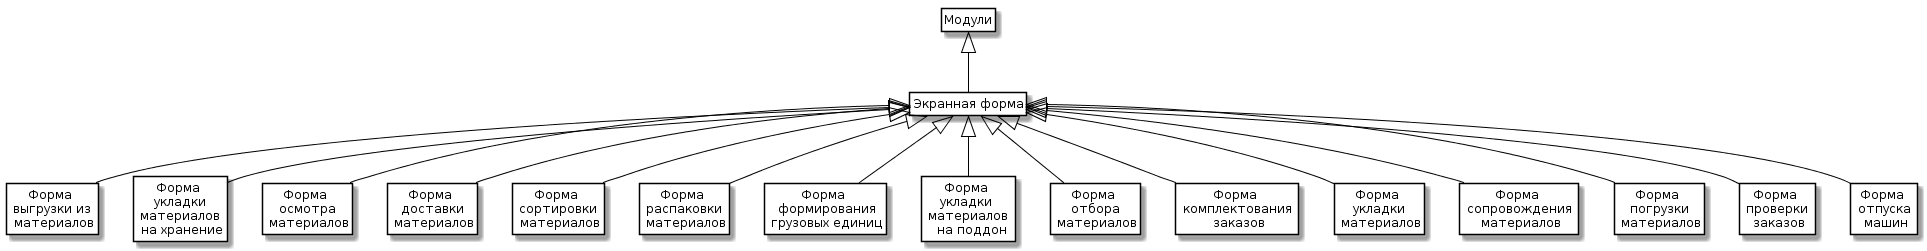 Модули
Экранная форма
Форма
выгрузки из
материалов
Форма
укладки
материалов
на хранение
Форма
осмотра
материалов
Форма
доставки
материалов
Форма
сортировки
материалов
Форма
распаковки
материалов
Форма
формирования
грузовых единиц
Форма
укладки
материалов
на поддон
Форма
отбора
материалов
Форма
комплектования
заказов
Форма
укладки
материалов
Форма
сопровождения
материалов
Форма
погрузки
материалов
Форма
проверки
заказов
Форма
отпуска
машин